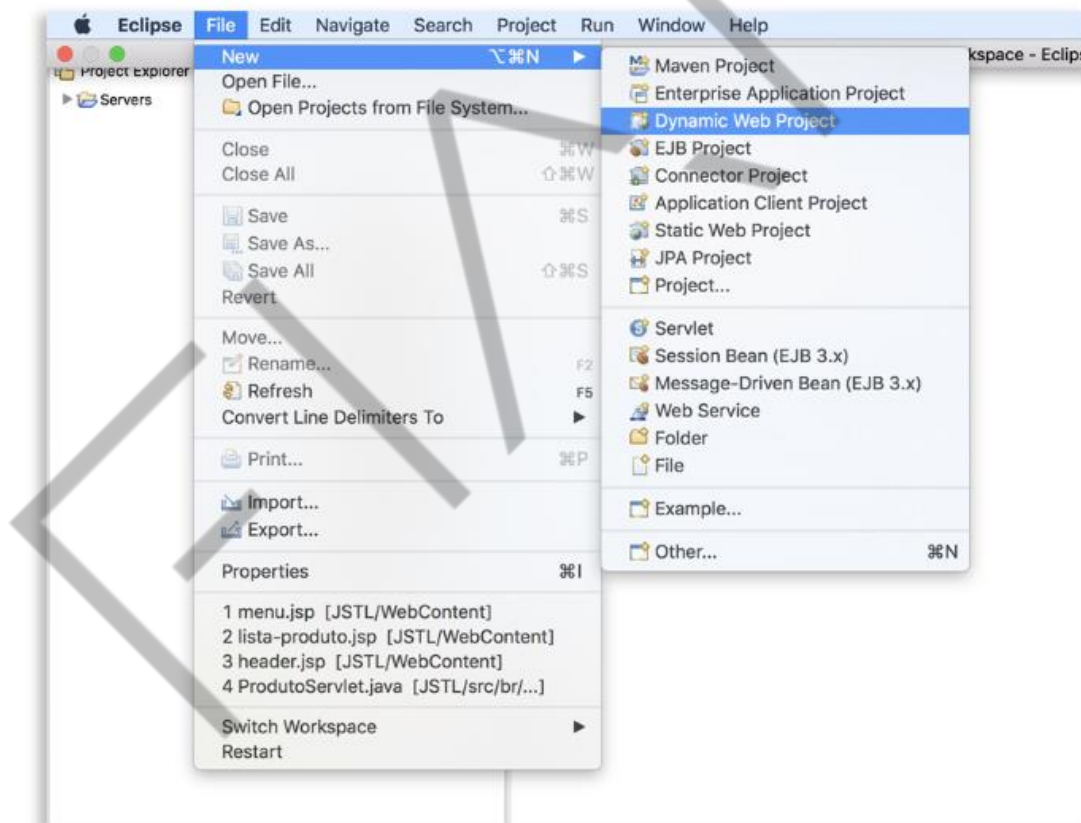 Eclipse File Edit Navigate Search Project Run Window Help
kspace - Eclips
Project Explorer
Servers
New ⌥⌘N ▶
Open File...
Open Projects from File System...
Close ⌘W
Close All ⇧⌘W
Save ⌘S
Save As...
Save All ⇧⌘S
Revert
Move...
Rename... F2
Refresh F5
Convert Line Delimiters To ▶
Print... ⌘P
Import...
Export...
Properties ⌘I
1 menu.jsp [JSTL/WebContent]
2 lista-produto.jsp [JSTL/WebContent]
3 header.jsp [JSTL/WebContent]
4 ProdutoServlet.java [JSTL/src/br/...]
Switch Workspace ▶
Restart
Maven Project
Enterprise Application Project
Dynamic Web Project
EJB Project
Connector Project
Application Client Project
Static Web Project
JPA Project
Project...
Servlet
Session Bean (EJB 3.x)
Message-Driven Bean (EJB 3.x)
Web Service
Folder
File
Example...
Other... ⌘N